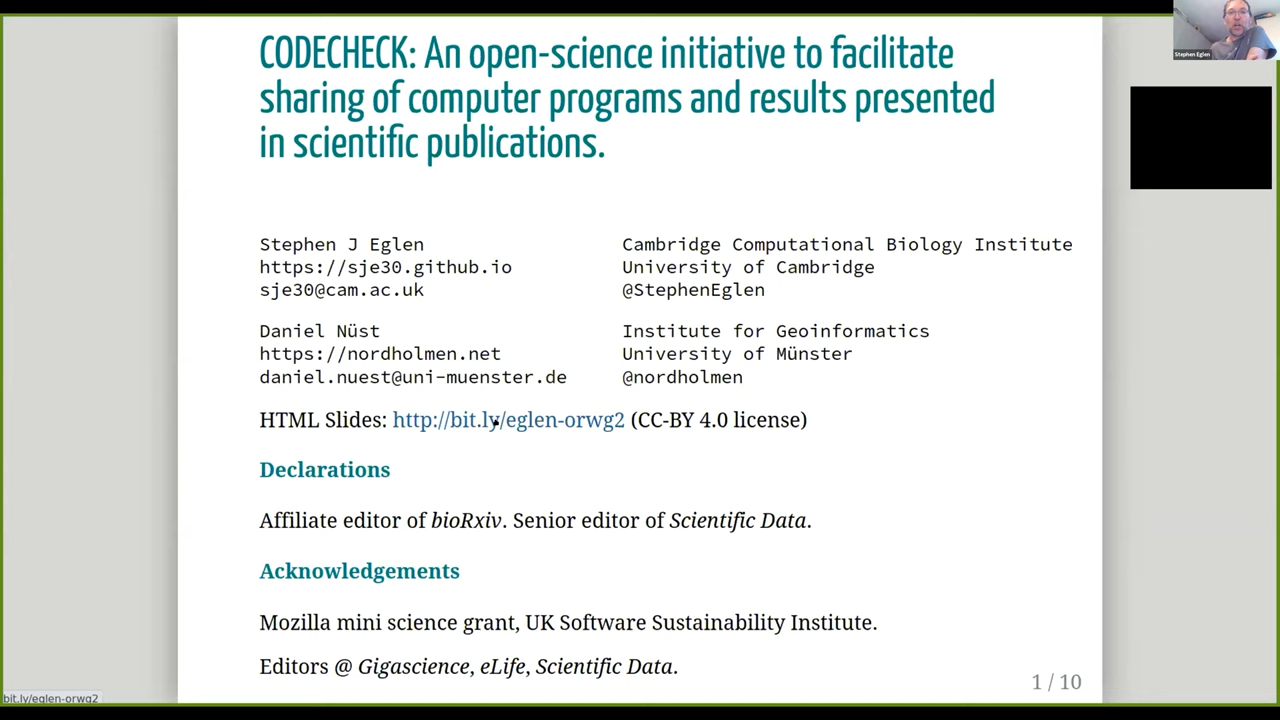 CODECHECK: An open-science initiative to facilitate
sharing of computer programs and results presented
in scientific publications.
Stephen Eglen
Stephen J Eglen Cambridge Computational Biology Institute
https://sje30.github.io University of Cambridge
sje30@cam.ac.uk @StephenEglen
Daniel Nüst Institute for Geoinformatics
https://nordholmen.net University of Münster
daniel.nuest@uni-muenster.de @nordholmen
HTML Slides: http://bit.ly/eglen-orwg2 (CC-BY 4.0 license)
Declarations
Affiliate editor of bioRxiv. Senior editor of Scientific Data.
Acknowledgements
Mozilla mini science grant, UK Software Sustainability Institute.
Editors @ Gigascience, eLife, Scientific Data.
1 / 10
bit.ly/eglen-orwg2